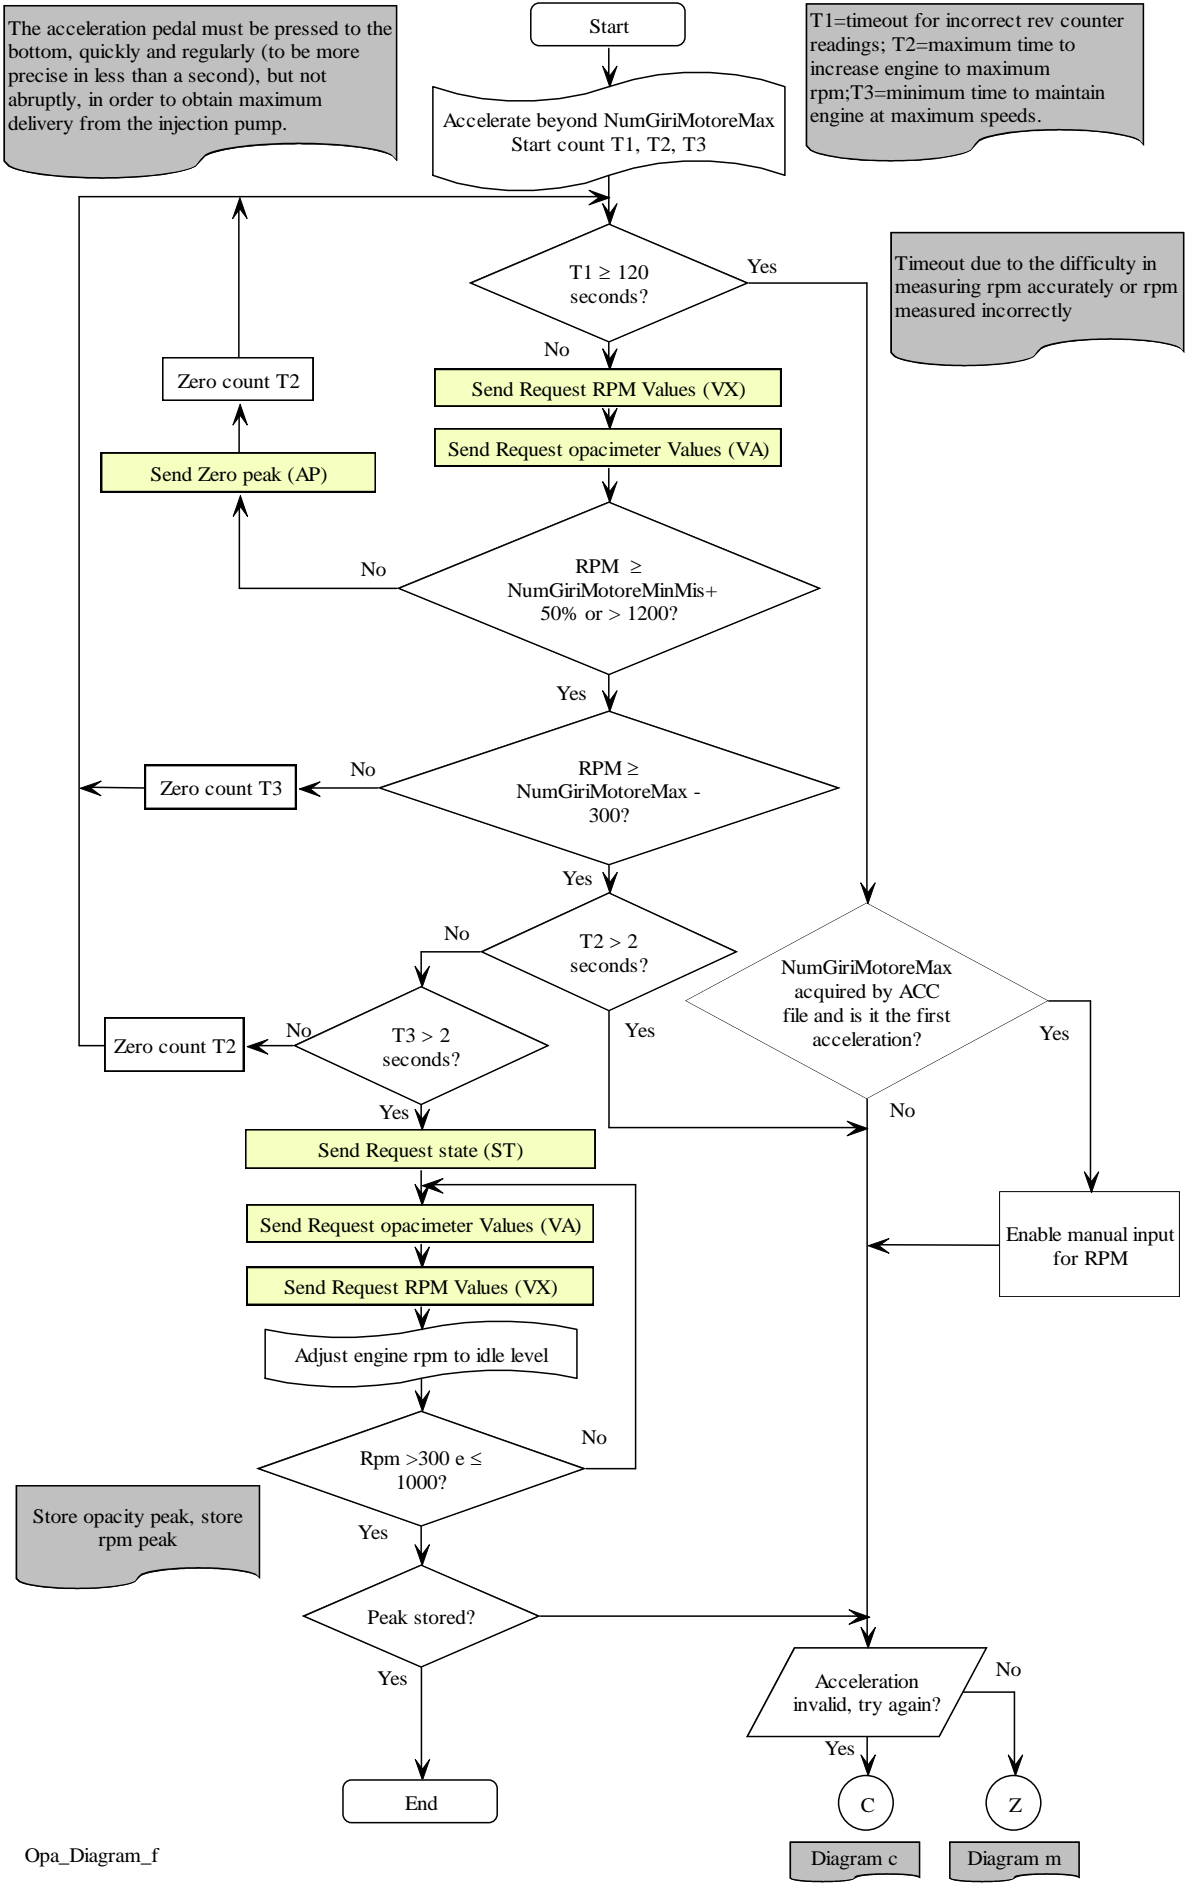 The acceleration pedal must be pressed to the
bottom, quickly and regularly (to be more
precise in less than a second), but not
abruptly, in order to obtain maximum
delivery from the injection pump.
Start
T1=timeout for incorrect rev counter
readings; T2=maximum time to
increase engine to maximum
rpm;T3=minimum time to maintain
engine at maximum speeds.
Accelerate beyond NumGiriMotoreMax
Start count T1, T2, T3
T1 ≥ 120
seconds?
Yes
No
Timeout due to the difficulty in
measuring rpm accurately or rpm
measured incorrectly
Zero count T2
Send Request RPM Values (VX)
Send Request opacimeter Values (VA)
Send Zero peak (AP)
No
RPM ≥
NumGiriMotoreMinMis+
50% or > 1200?
Yes
Zero count T3
No
RPM ≥
NumGiriMotoreMax -
300?
Yes
No
T2 > 2
seconds?
Yes
NumGiriMotoreMax
acquired by ACC
file and is it the first
acceleration?
Yes
No
Zero count T2
No
T3 > 2
seconds?
Yes
Send Request state (ST)
Send Request opacimeter Values (VA)
Enable manual input
for RPM
Send Request RPM Values (VX)
Adjust engine rpm to idle level
No
Rpm >300 e ≤
1000?
Yes
Store opacity peak, store
rpm peak
Peak stored?
Yes
Acceleration
invalid, try again?
No
Yes
End
C
Z
Diagram c
Diagram m
Opa_Diagram_f